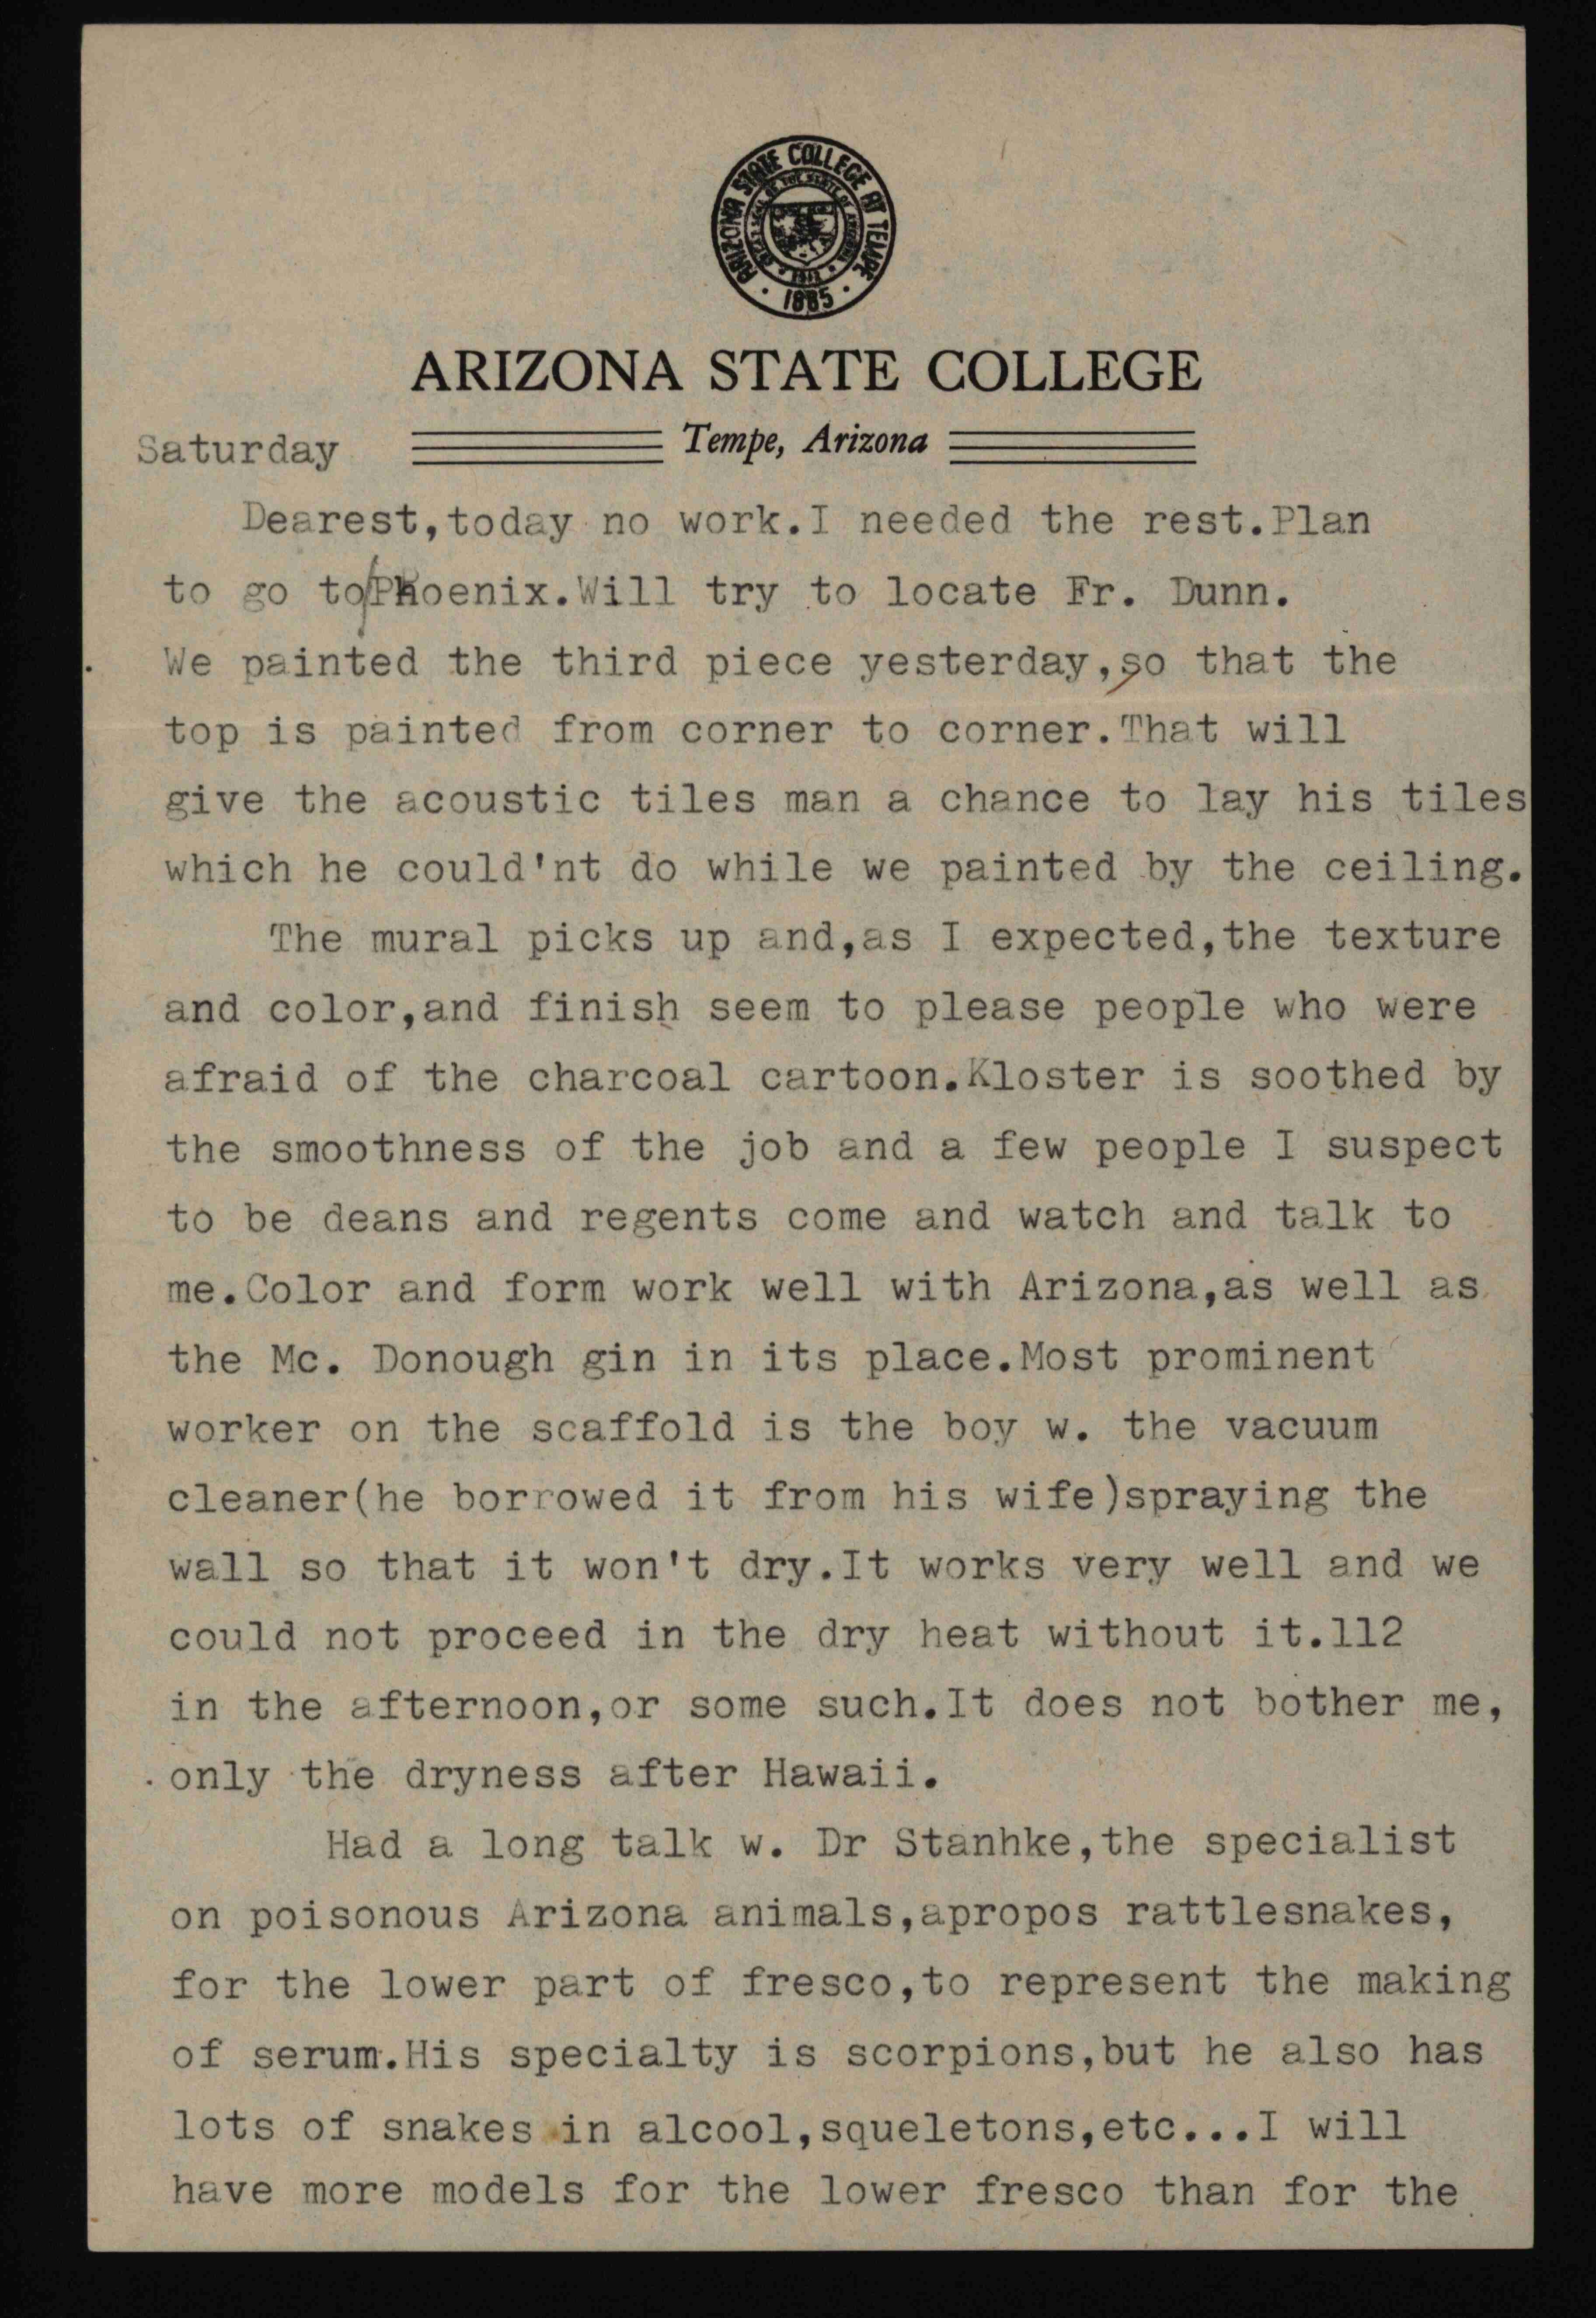 ARIZONA STATE COLLEGE AT TEMPE
1885
ARIZONA STATE COLLEGE
Tempe, Arizona
Saturday
Dearest,today no work.I needed the rest.Plan
to go to/Phoenix.Will try to locate Fr. Dunn.
We painted the third piece yesterday,so that the
top is painted from corner to corner.That will
give the acoustic tiles man a chance to lay his tiles
which he could'nt do while we painted by the ceiling.
The mural picks up and,as I expected,the texture
and color,and finish seem to please people who were
afraid of the charcoal cartoon.Kloster is soothed by
the smoothness of the job and a few people I suspect
to be deans and regents come and watch and talk to
me.Color and form work well with Arizona,as well as
the Mc. Donough gin in its place.Most prominent
worker on the scaffold is the boy w. the vacuum
cleaner(he borrowed it from his wife)spraying the
wall so that it won't dry.It works very well and we
could not proceed in the dry heat without it.112
in the afternoon,or some such.It does not bother me,
only the dryness after Hawaii.
Had a long talk w. Dr Stanhke,the specialist
on poisonous Arizona animals,apropos rattlesnakes,
for the lower part of fresco,to represent the making
of serum.His specialty is scorpions,but he also has
lots of snakes in alcool,squeletons,etc...I will
have more models for the lower fresco than for the